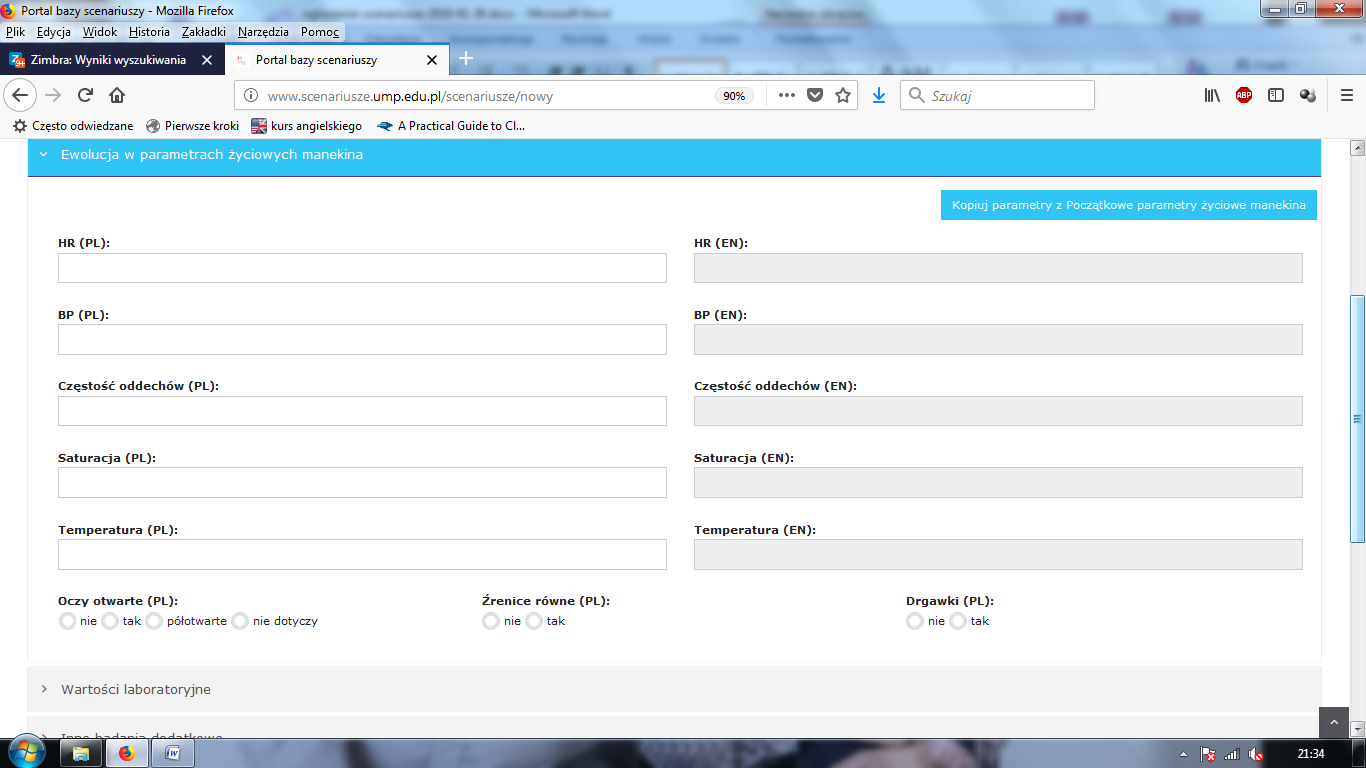 Portal bazy scenariuszy - Mozilla Firefox
Plik Edycja Widok Historia Zakładki Narzędzia Pomoc
Zimbra: Wyniki wyszukiwania
Portal bazy scenariuszy
www.scenariusze.ump.edu.pl/scenariusze/nowy
90%
Szukaj
ABP
Często odwiedzane Pierwsze kroki kurs angielskiego A Practical Guide to Cl...
Ewolucja w parametrach życiowych manekina
Kopiuj parametry z Początkowe parametry życiowe manekina
HR (PL): HR (EN):
BP (PL): BP (EN):
Częstość oddechów (PL): Częstość oddechów (EN):
Saturacja (PL): Saturacja (EN):
Temperatura (PL): Temperatura (EN):
Oczy otwarte (PL): Źrenice równe (PL): Drgawki (PL):
nie tak półotwarte nie dotyczy nie tak nie tak
Wartości laboratoryjne
Inne badania dodatkowe
21:34